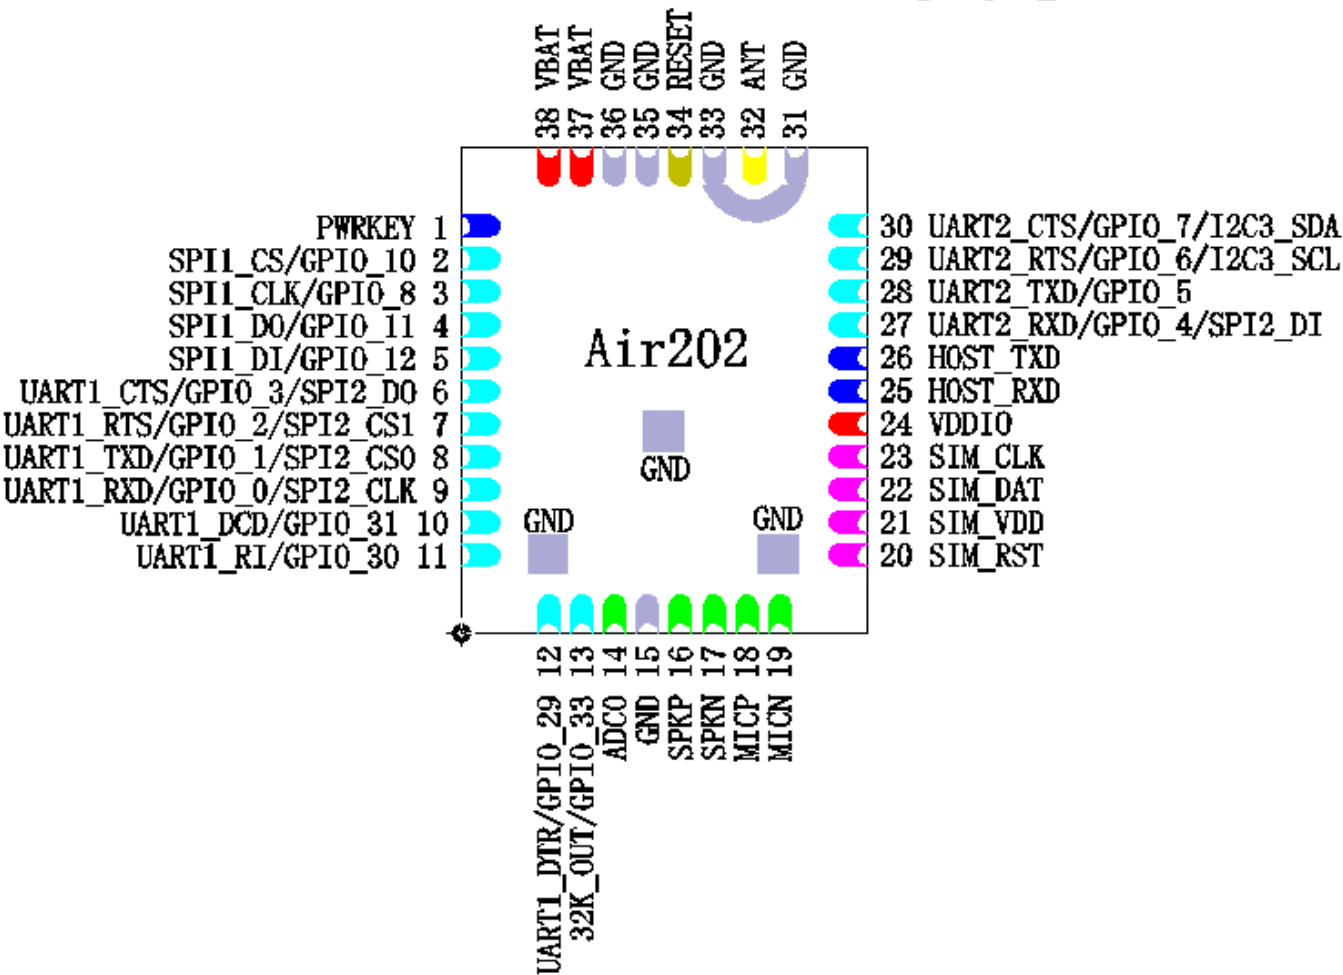 38 VBAT
37 VBAT
36 GND
35 GND
34 RESET
33 GND
32 ANT
31 GND
PWRKEY 1
SPI1_CS/GPIO_10 2
SPI1_CLK/GPIO_8 3
SPI1_DO/GPIO_11 4
SPI1_DI/GPIO_12 5
UART1_CTS/GPIO_3/SPI2_DO 6
UART1_RTS/GPIO_2/SPI2_CS1 7
UART1_TXD/GPIO_1/SPI2_CS0 8
UART1_RXD/GPIO_0/SPI2_CLK 9
UART1_DCD/GPIO_31 10
UART1_RI/GPIO_30 11
Air202
GND
GND
GND
30 UART2_CTS/GPIO_7/I2C3_SDA
29 UART2_RTS/GPIO_6/I2C3_SCL
28 UART2_TXD/GPIO_5
27 UART2_RXD/GPIO_4/SPI2_DI
26 HOST_TXD
25 HOST_RXD
24 VDDIO
23 SIM_CLK
22 SIM_DAT
21 SIM_VDD
20 SIM_RST
UART1_DTR/GPIO_29 12
32K_OUT/GPIO_33 13
ADC0 14
GND 15
SPKP 16
SPKN 17
MICP 18
MICN 19